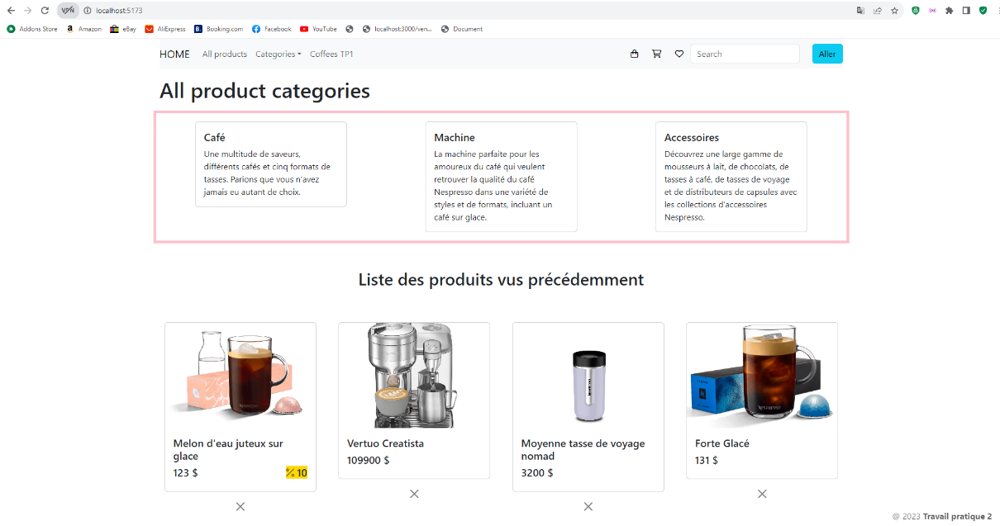 VPN localhost:5173
Addons Store Amazon eBay AliExpress Booking.com Facebook YouTube localhost:3000/ven... Document
HOME All products Categories Coffees TP1 Search Aller
All product categories
Café
Une multitude de saveurs,
différents cafés et cinq formats de
tasses. Parions que vous n'avez
jamais eu autant de choix.
Machine
La machine parfaite pour les
amoureux du café qui veulent
retrouver la qualité du café
Nespresso dans une variété de
styles et de formats, incluant un
café sur glace.
Accessoires
Découvrez une large gamme de
mousseurs à lait, de chocolats, de
tasses à café, de tasses de voyage
et de distributeurs de capsules avec
les collections d'accessoires
Nespresso.
Liste des produits vus précédemment
Melon d'eau juteux sur
glace
123 $ % 10
Vertuo Creatista
109900 $
Moyenne tasse de voyage
nomad
3200 $
Forte Glacé
131 $
@ 2023 Travail pratique 2